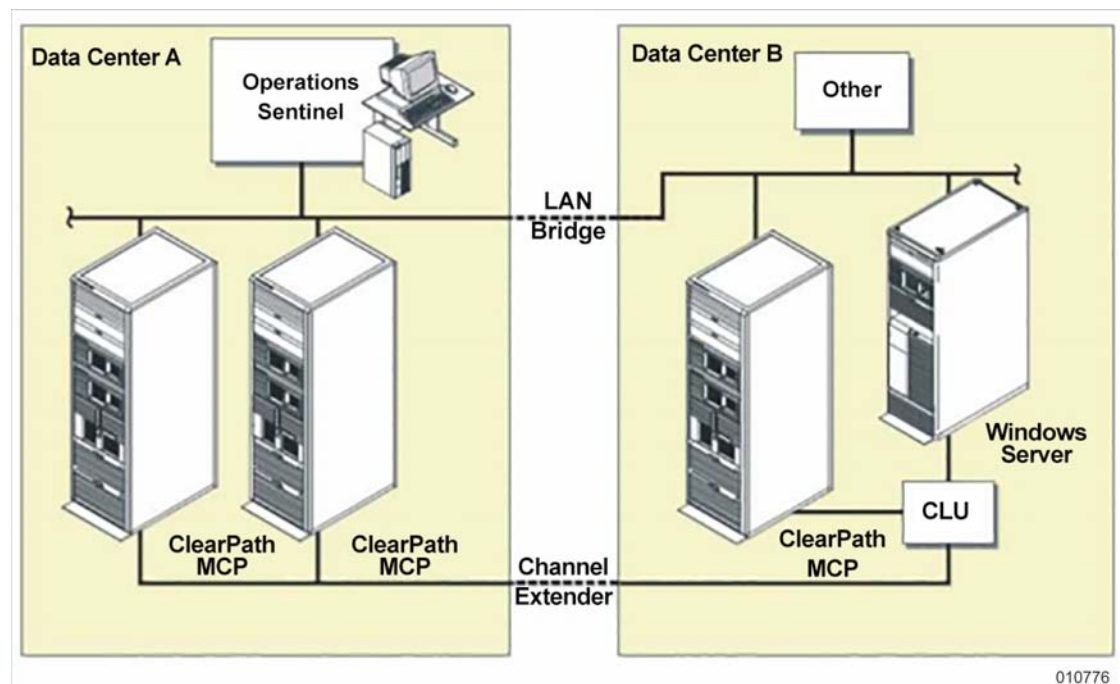 Data Center A
Operations
Sentinel
Data Center B
Other
LAN
Bridge
Windows
Server
CLU
ClearPath
MCP
ClearPath
MCP
ClearPath
MCP
Channel
Extender
010776